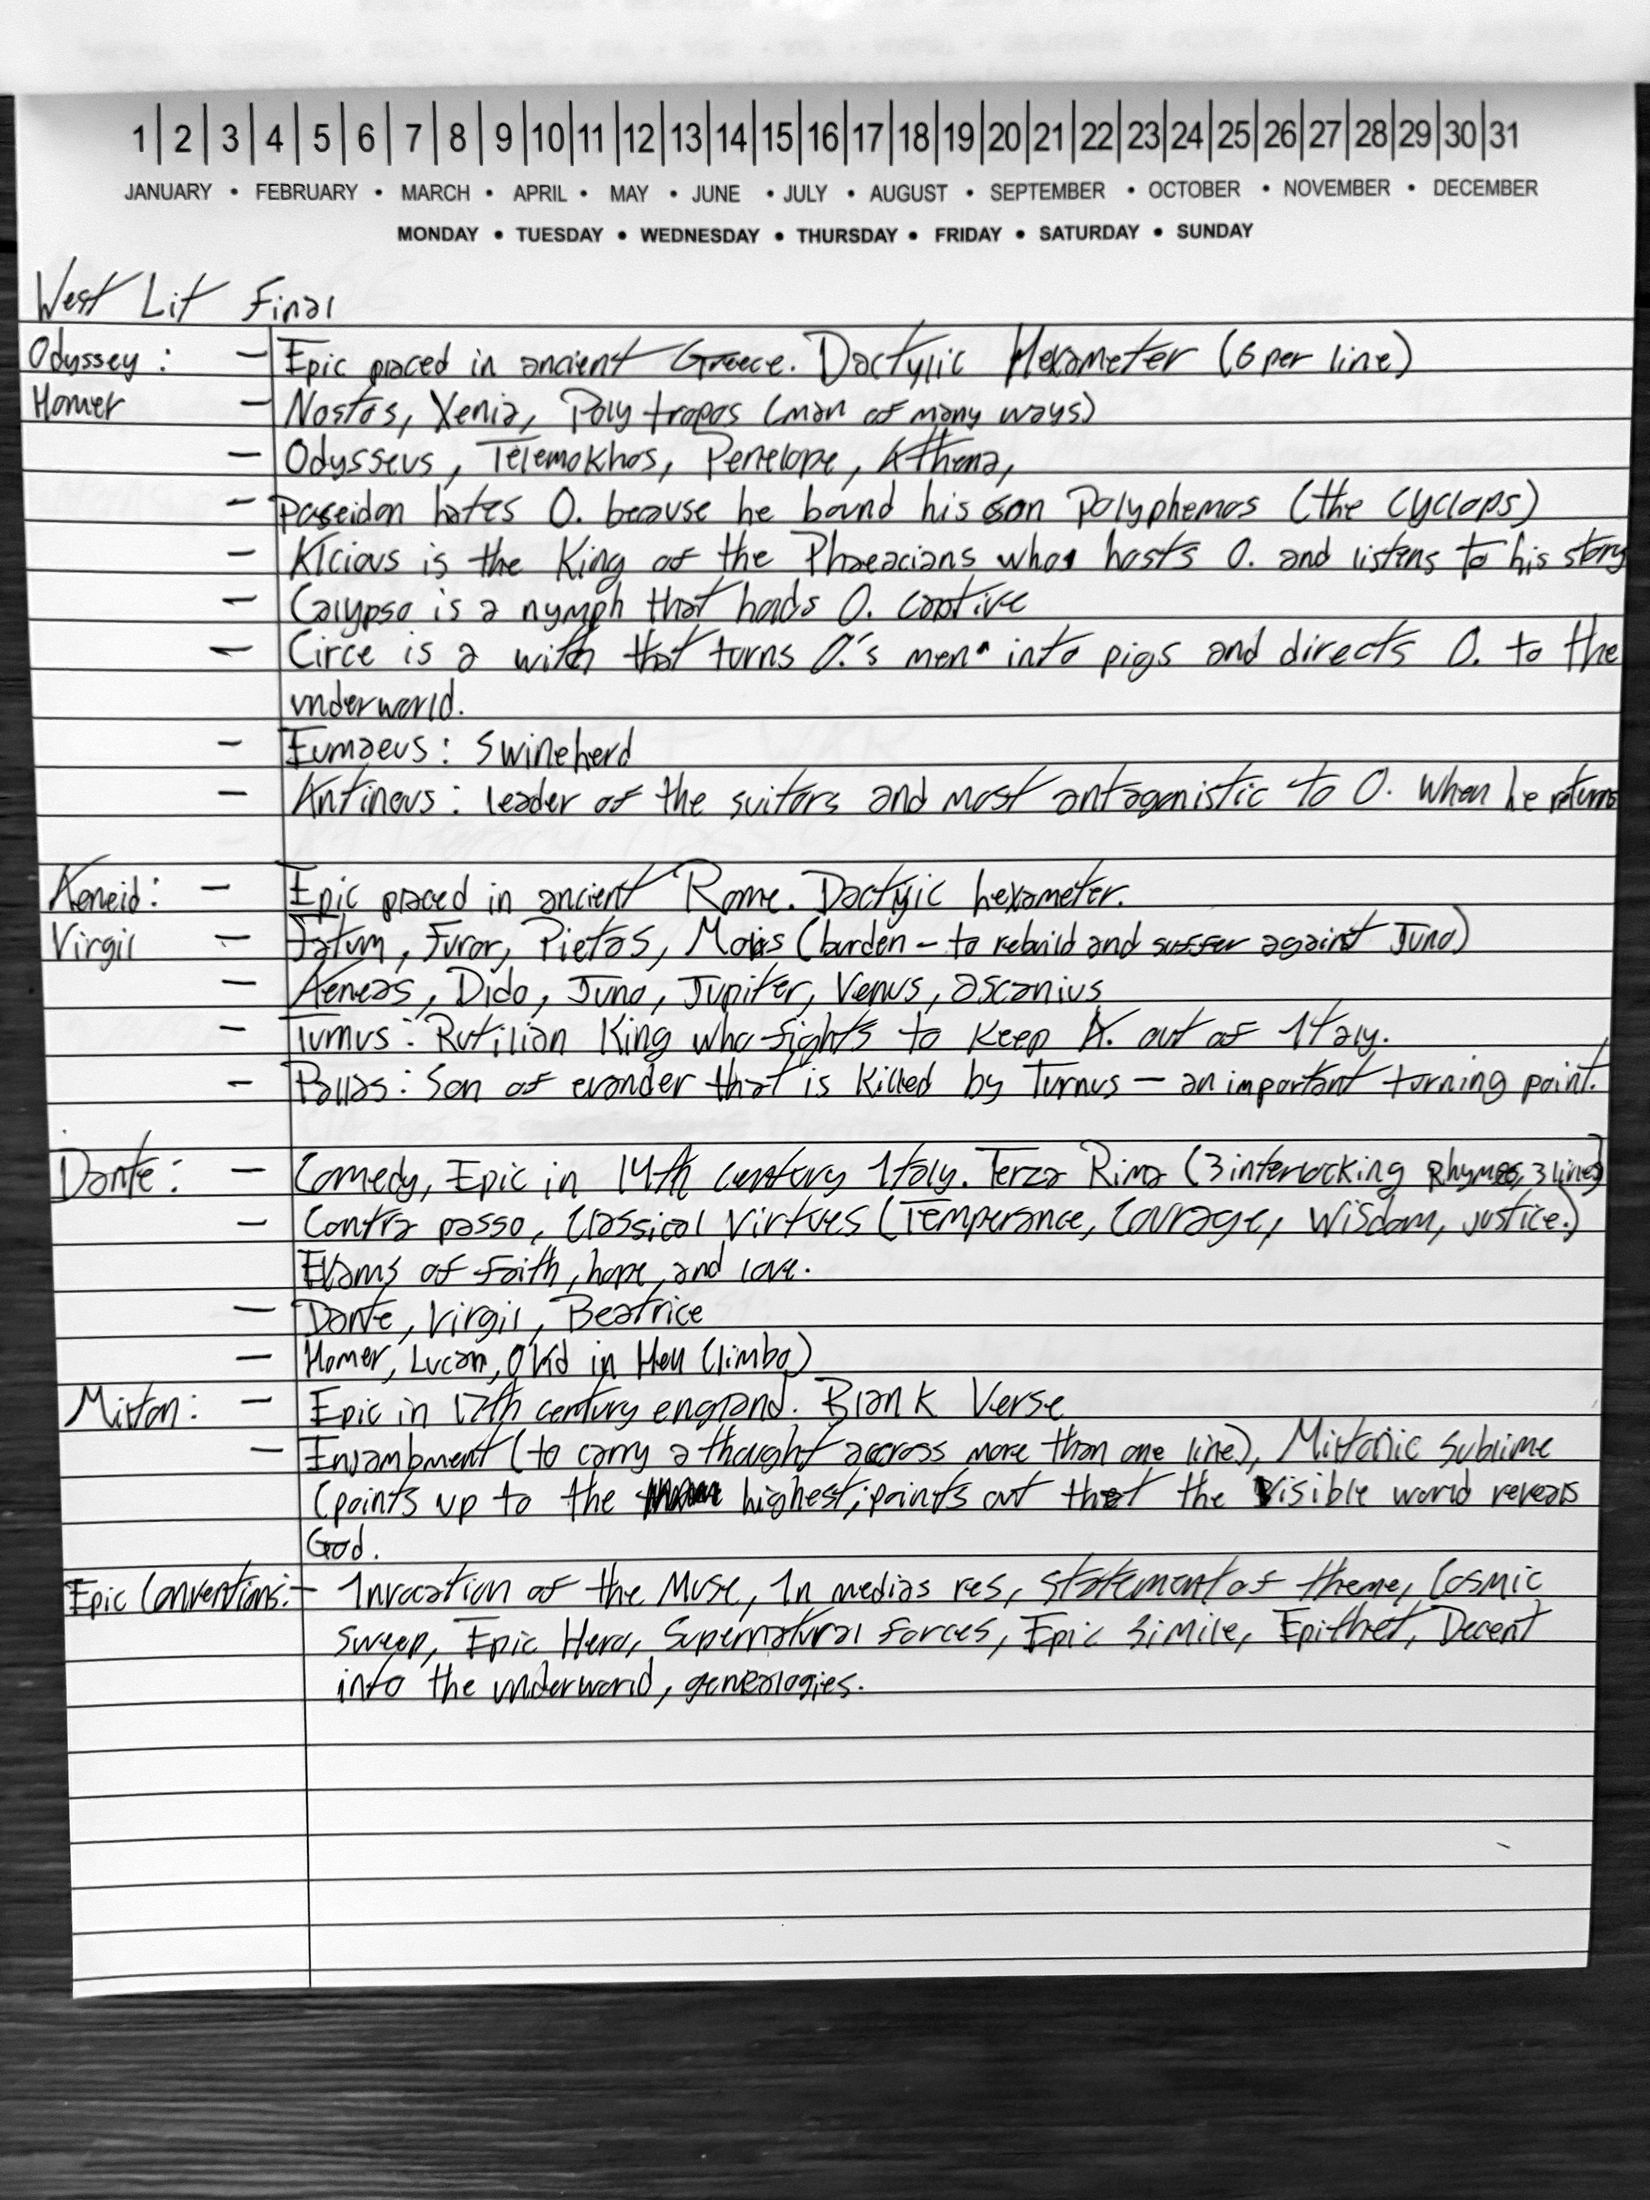 1 | 2 | 3 | 4 | 5 | 6 | 7 | 8 | 9 | 10 | 11 | 12 | 13 | 14 | 15 | 16 | 17 | 18 | 19 | 20 | 21 | 22 | 23 | 24 | 25 | 26 | 27 | 28 | 29 | 30 | 31
JANUARY • FEBRUARY • MARCH • APRIL • MAY • JUNE • JULY • AUGUST • SEPTEMBER • OCTOBER • NOVEMBER • DECEMBER
MONDAY • TUESDAY • WEDNESDAY • THURSDAY • FRIDAY • SATURDAY • SUNDAY
West Lit Final
Odyssey: - Epic placed in ancient Greece. Dactylic Hexameter (6 per line)
Homer - Nostos, Xenia, Poly tropos (man of many ways)
- Odysseus, Telemakhos, Penelope, Athena,
- Poseidon hates O. becuse he bound his son Polyphemos (the cyclops)
- Alcious is the King of the Phaeacians who hosts O. and listens to his story
- Calypso is a nymph that holds O. captive
- Circe is a with that turns O.'s men into pigs and directs O. to the
underworld.
- Eumaeus: Swineherd
- Antinous: leader of the suitors and most antagonistic to O. when he returns
Aeneid: - Epic placed in ancient Rome. Dactylic hexameter.
Virgil - Fatum, Furor, Pietas, Moles (burden - to rebuild and suffer against Juno)
- Aeneas, Dido, Juno, Jupiter, Venus, ascanius
- Turnus: Rutilian King who fights to keep A. out of Italy.
- Pallas: Son of evander that is killed by Turnus - an important turning point.
Dante: - Comedy, Epic in 14th century Italy. Terza Rima (3 interlocking rhymes, 3 lines)
- Contra passo, Classical Virtues (Temperance, Courage, Wisdom, justice.)
Exams of faith, hope, and love.
- Dante, Virgil, Beatrice
- Homer, Lucan, Ovid in Hell (limbo)
Milton: - Epic in 17th century england. Blank Verse
- Enjambment (to carry a thought accross more than one line), Miltonic Sublime
(points up to the highest; points out that the visible world reveals
God.
Epic Conventions: - Invocation of the Muse, In medias res, statement of theme, Cosmic
sweep, Epic Hero, Supernatural forces, Epic Simile, Epithet, Decent
into the underworld, geneologies.